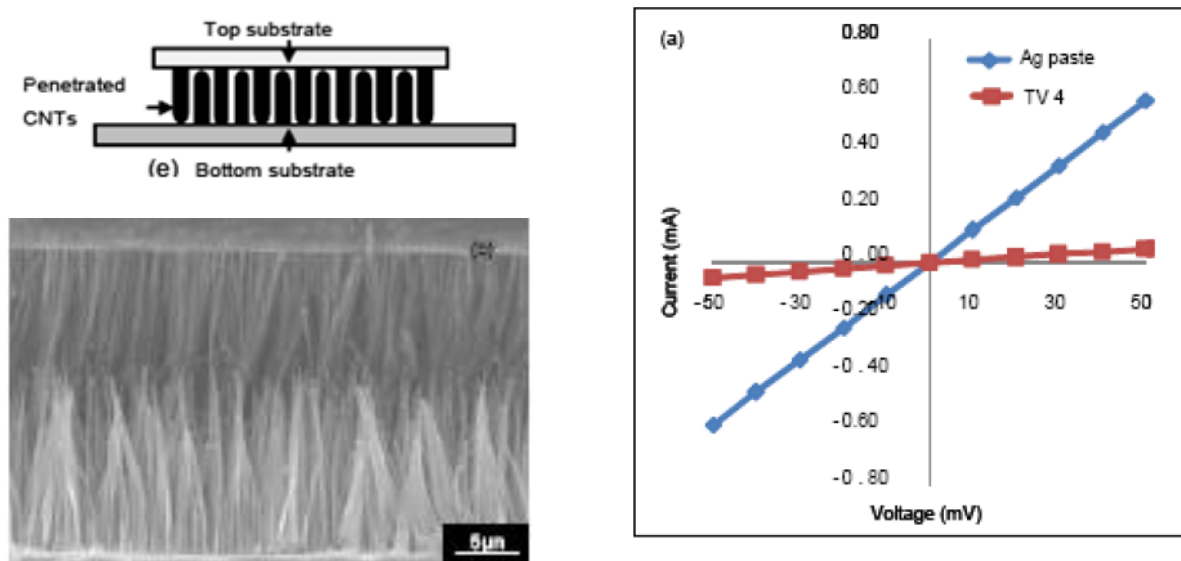 Top substrate
Penetrated
CNTs
(e)
Bottom substrate
5μm
(a)
0.80
0.60
0.40
0.20
0.00
-0.20
-0.40
-0.60
-0.80
-50
-30
-10
10
30
50
Ag paste
TV 4
Current (mA)
Voltage (mV)